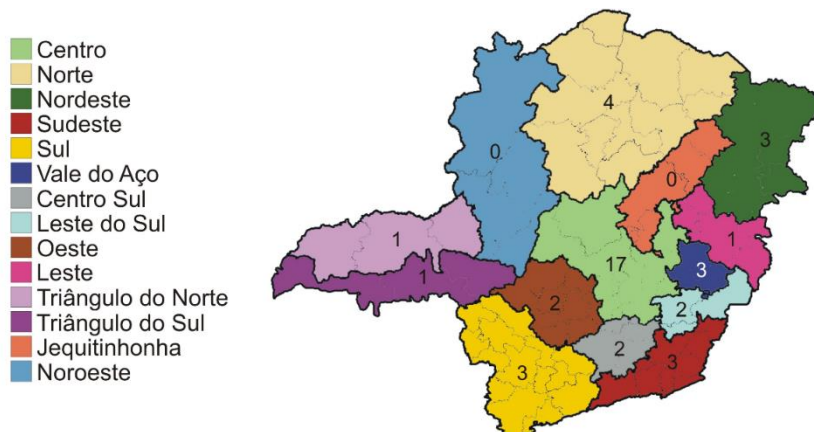 Centro
Norte
Nordeste
Sudeste
Sul
Vale do Aço
Centro Sul
Leste do Sul
Oeste
Leste
Triângulo do Norte
Triângulo do Sul
Jequitinhonha
Noroeste
4
3
0
0
1
1
17
1
3
2
2
2
3
3